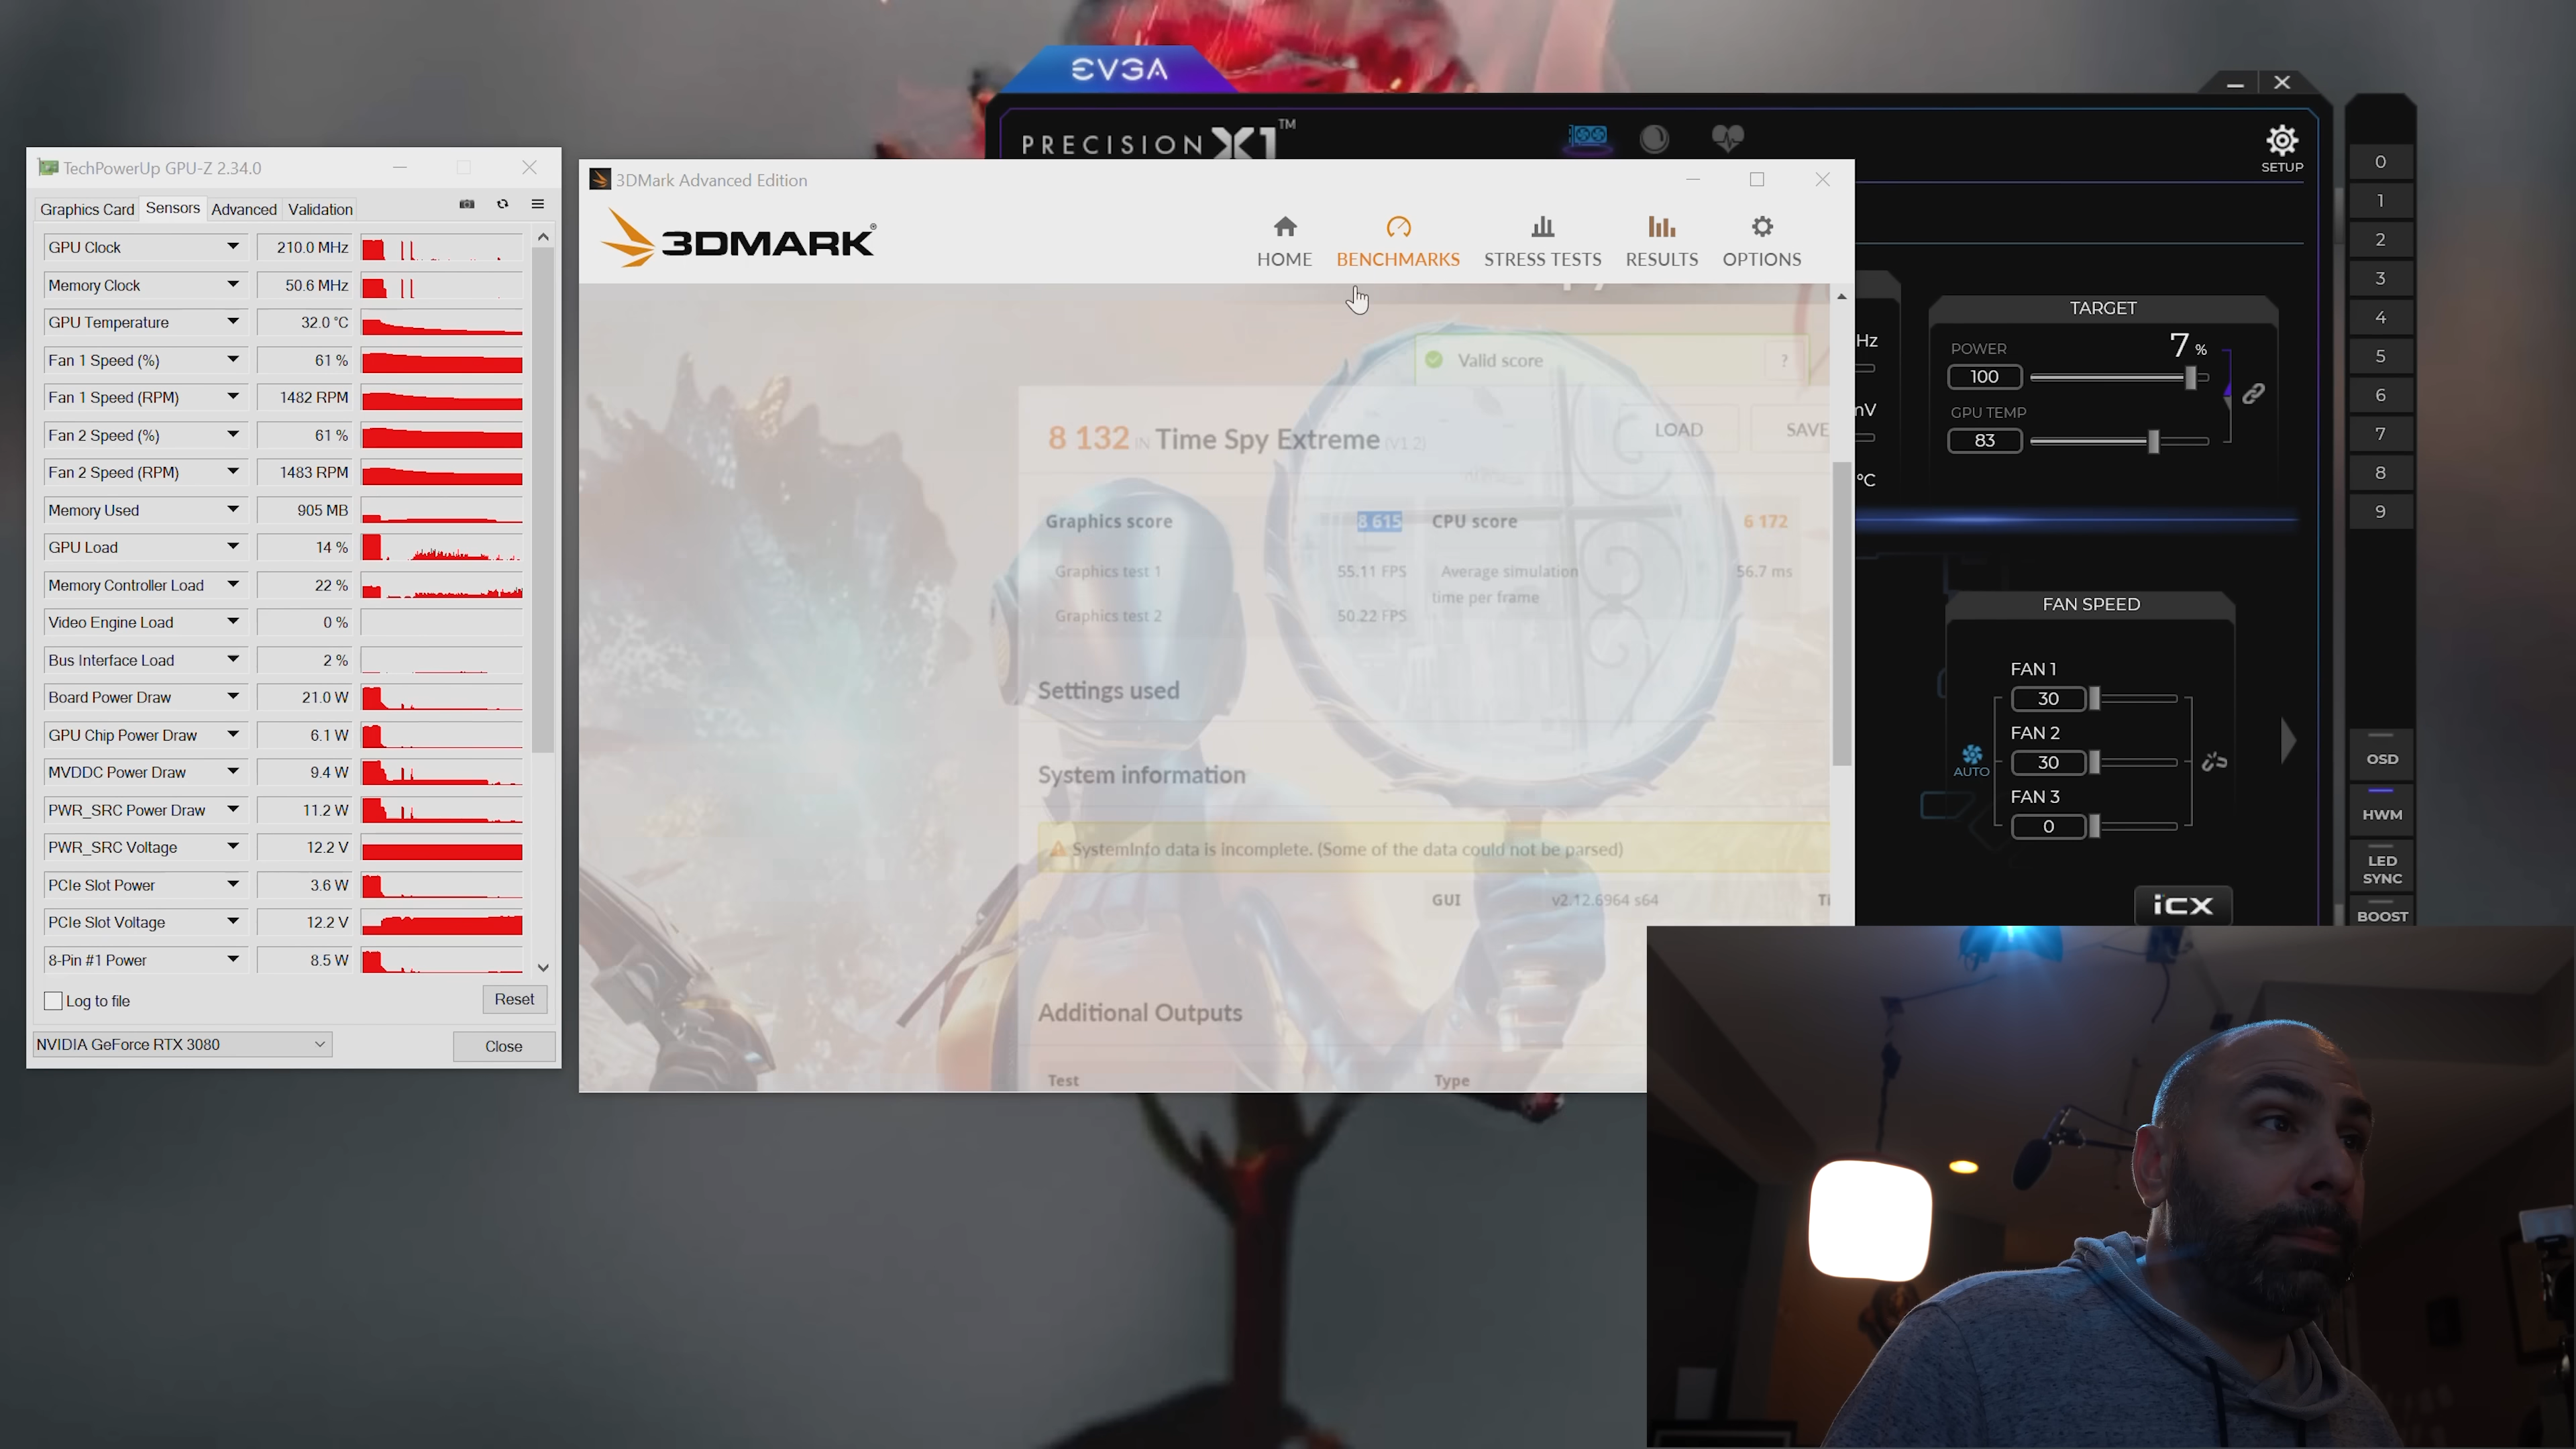 EVGA
PRECISION X1™
SETUP
TechPowerUp GPU-Z 2.34.0
Graphics Card Sensors Advanced Validation
GPU Clock 210.0 MHz
Memory Clock 50.6 MHz
GPU Temperature 32.0 °C
Fan 1 Speed (%) 61 %
Fan 1 Speed (RPM) 1482 RPM
Fan 2 Speed (%) 61 %
Fan 2 Speed (RPM) 1483 RPM
Memory Used 905 MB
GPU Load 14 %
Memory Controller Load 22 %
Video Engine Load 0 %
Bus Interface Load 2 %
Board Power Draw 21.0 W
GPU Chip Power Draw 6.1 W
MVDDC Power Draw 9.4 W
PWR_SRC Power Draw 11.2 W
PWR_SRC Voltage 12.2 V
PCIe Slot Power 3.6 W
PCIe Slot Voltage 12.2 V
8-Pin #1 Power 8.5 W
Log to file Reset
NVIDIA GeForce RTX 3080 Close
3DMark Advanced Edition
3DMARK®
HOME BENCHMARKS STRESS TESTS RESULTS OPTIONS
Valid score ?
8 132 IN Time Spy Extreme (V1.2) LOAD SAVE
Graphics score 8 615 CPU score 6 172
Graphics test 1 55.11 FPS Average simulation 56.7 ms
time per frame
Graphics test 2 50.22 FPS
Settings used
System information
SystemInfo data is incomplete. (Some of the data could not be parsed)
GUI v2.12.6964 s64
Additional Outputs
Test Type
Hz
mV
°C
TARGET
POWER 7 %
100
GPU TEMP
83
FAN SPEED
FAN 1
30
FAN 2
AUTO 30
FAN 3
0
iCX
0
1
2
3
4
5
6
7
8
9
OSD
HWM
LED
SYNC
BOOST